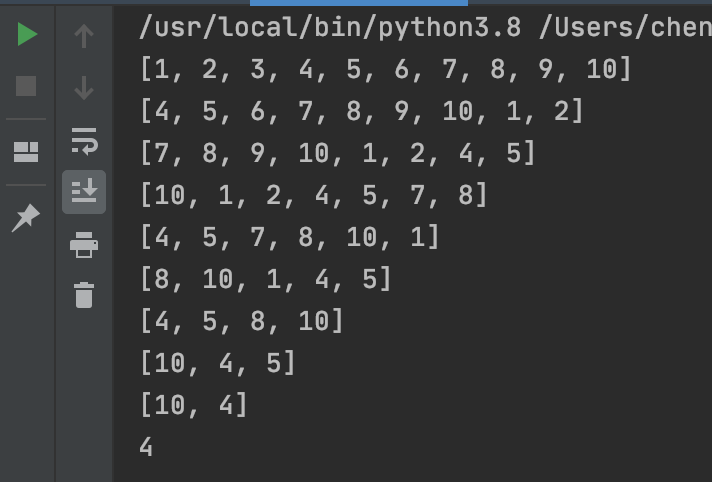 /usr/local/bin/python3.8 /Users/chen
[1, 2, 3, 4, 5, 6, 7, 8, 9, 10]
[4, 5, 6, 7, 8, 9, 10, 1, 2]
[7, 8, 9, 10, 1, 2, 4, 5]
[10, 1, 2, 4, 5, 7, 8]
[4, 5, 7, 8, 10, 1]
[8, 10, 1, 4, 5]
[4, 5, 8, 10]
[10, 4, 5]
[10, 4]
4